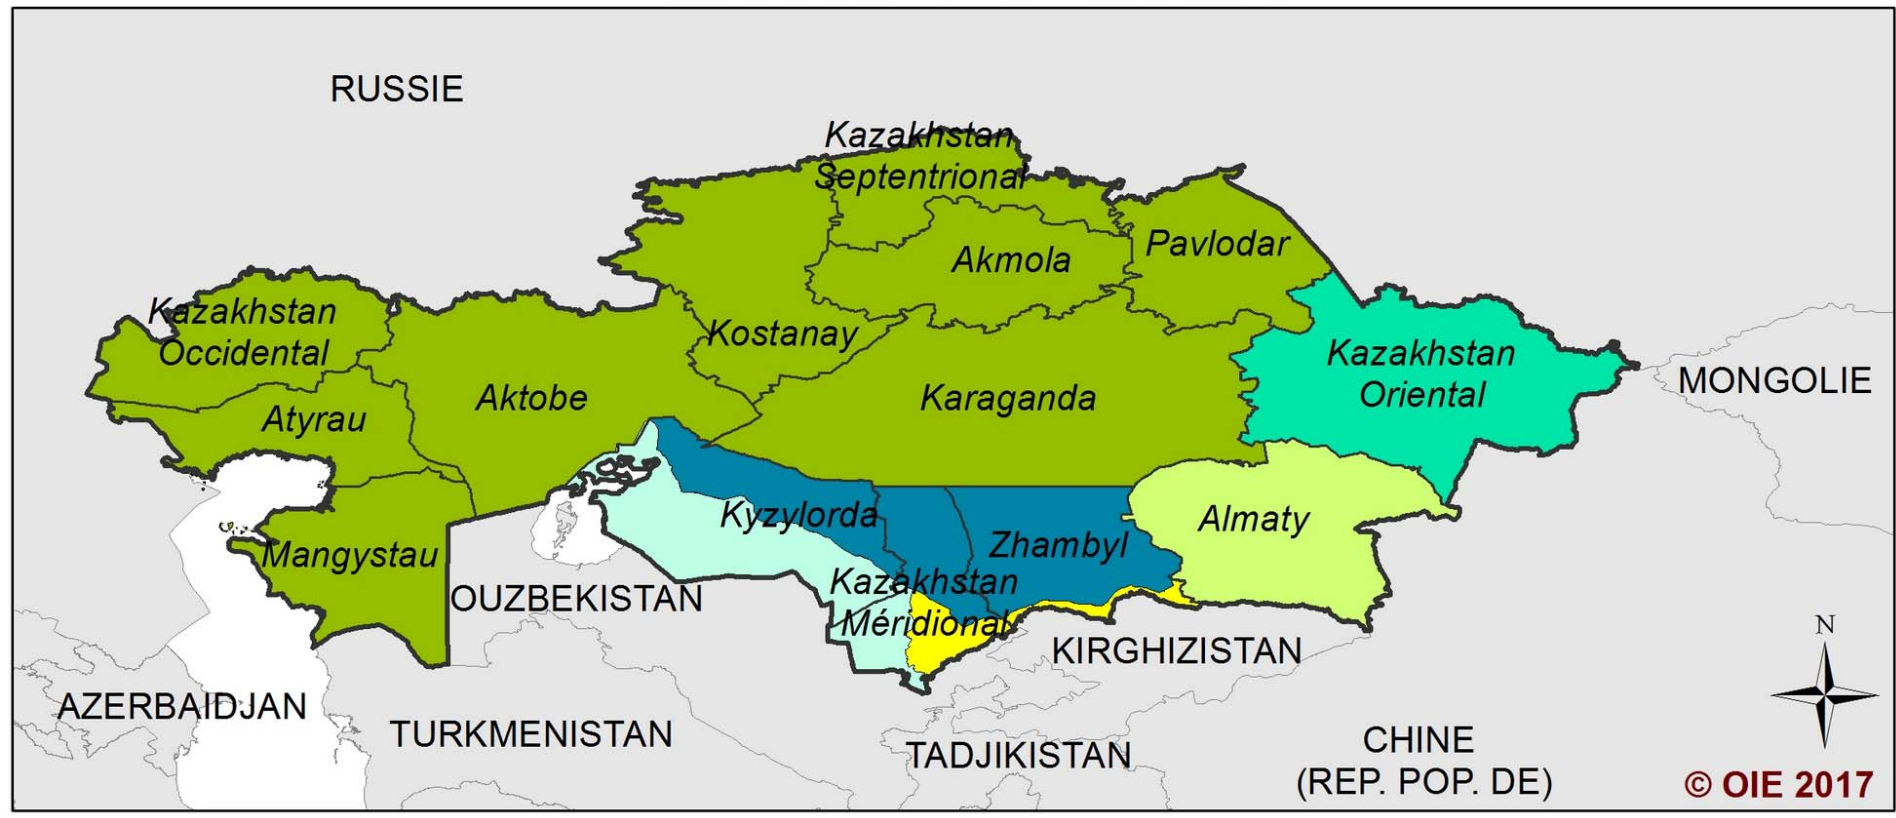 RUSSIE
Kazakhstan
Septentrional
Pavlodar
Akmola
Kazakhstan
Occidental
Kostanay
Kazakhstan
Oriental
MONGOLIE
Aktobe
Karaganda
Atyrau
Kyzylorda
Almaty
Zhambyl
Mangystau
Kazakhstan
Méridional
OUZBEKISTAN
KIRGHIZISTAN
N
AZERBAIDJAN
TURKMENISTAN
TADJIKISTAN
CHINE
(REP. POP. DE)
© OIE 2017